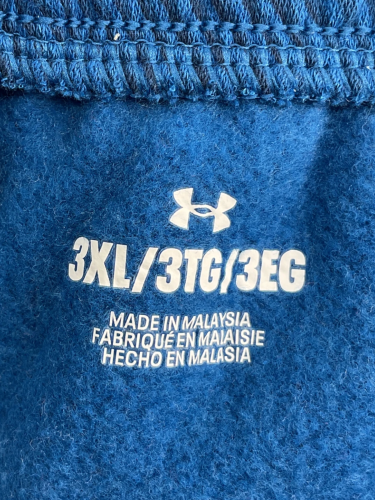 3XL/3TG/3EG
MADE IN MALAYSIA
FABRIQUÉ EN MALAISIE
HECHO EN MALASIA